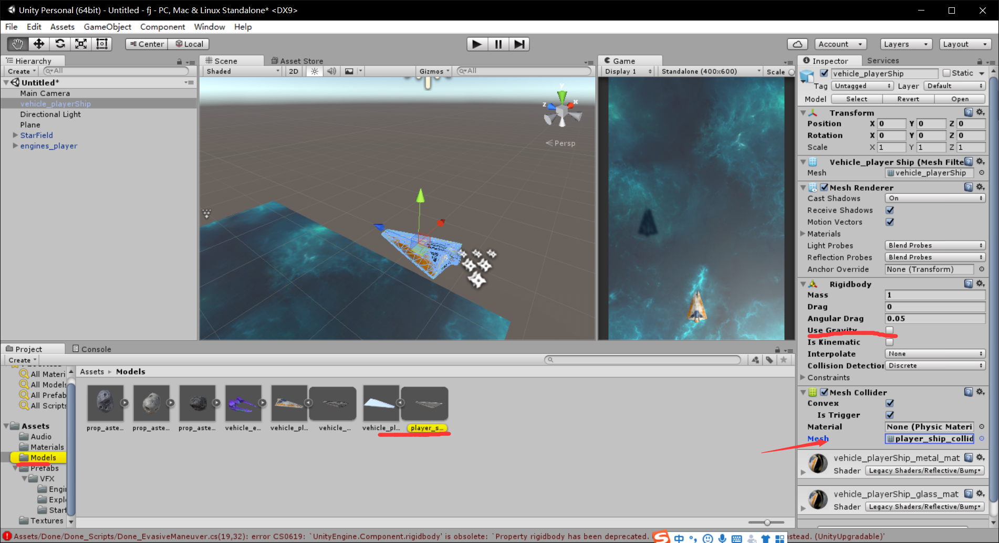 Unity Personal (64bit) - Untitled - fj - PC, Mac & Linux Standalone* <DX9>
File Edit Assets GameObject Component Window Help
Center Local Account Layers Layout
Hierarchy
Create All
Untitled*
Main Camera
vehicle_playerShip
Directional Light
Plane
StarField
engines_player
Scene Asset Store
Shaded 2D Gizmos All
y
x
z
Persp
Game
Display 1 Standalone (400x600) Scale
Inspector Services
vehicle_playerShip Static
Tag Untagged Layer Default
Model Select Revert Open
Transform
Position X 0 Y 0 Z 0
Rotation X 0 Y 0 Z 0
Scale X 1 Y 1 Z 1
Vehicle_player Ship (Mesh Filte
Mesh vehicle_playerShip
Mesh Renderer
Cast Shadows On
Receive Shadows
Motion Vectors
Materials
Light Probes Blend Probes
Reflection Probes Blend Probes
Anchor Override None (Transform)
Rigidbody
Mass 1
Drag 0
Angular Drag 0.05
Use Gravity
Is Kinematic
Interpolate None
Collision Detection Discrete
Constraints
Mesh Collider
Convex
Is Trigger
Material None (Physic Materi
Mesh player_ship_collid
vehicle_playerShip_metal_mat
Shader Legacy Shaders/Reflective/Bump
vehicle_playerShip_glass_mat
Shader Legacy Shaders/Reflective/Bump
Project Console
Create
Favorites
All Materi
All Models
All Prefab
All Scripts
Assets
Audio
Materials
Models
Prefabs
VFX
Engi
Expl
Start
Textures
Assets Models
prop_aste... prop_aste... prop_aste... vehicle_e... vehicle_pl... vehicle_... vehicle_pl... player_s...
Assets/Done/Done_Scripts/Done_EvasiveManeuver.cs(19,32): error CS0619: `UnityEngine.Component.rigidbody' is obsolete: `Property rigidbody has been deprecated. nstead. (UnityUpgradable)'
S 中